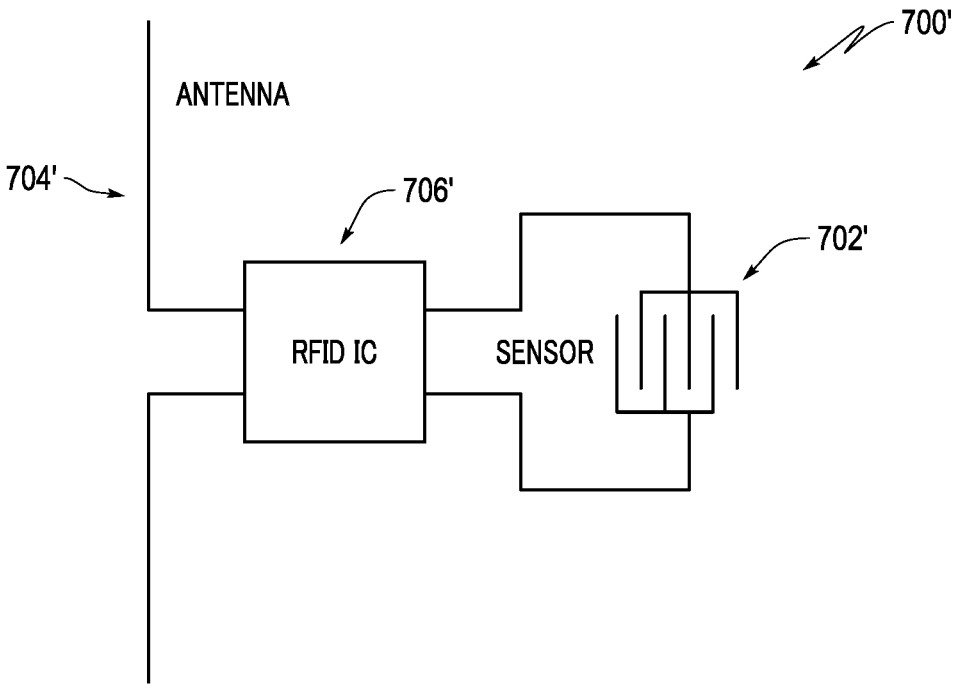 700'
ANTENNA
704'
706'
702'
RFID IC
SENSOR